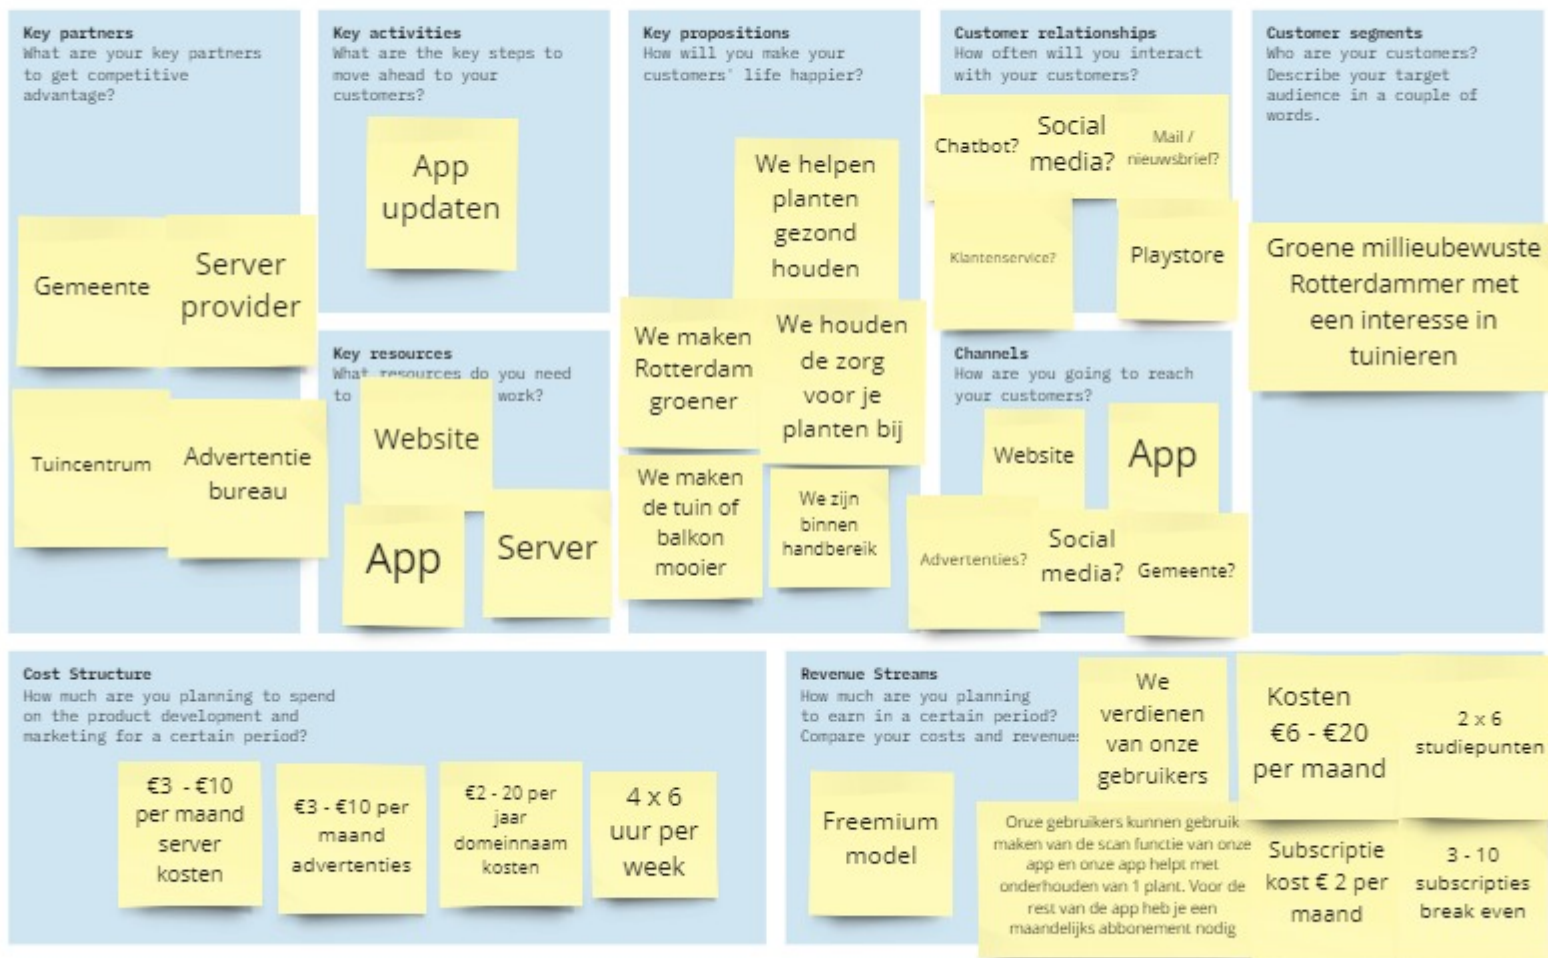 Key partners
What are your key partners
to get competitive
advantage?
Gemeente
Server
provider
Tuincentrum
Advertentie
bureau
Key activities
What are the key steps to
move ahead to your
customers?
App
updaten
Key resources
What resources do you need
to
work?
Website
App
Server
Key propositions
How will you make your
customers' life happier?
We helpen
planten
gezond
houden
We maken
Rotterdam
groener
We houden
de zorg
voor je
planten bij
We maken
de tuin of
balkon
mooier
We zijn
binnen
handbereik
Customer relationships
How often will you interact
with your customers?
Chatbot?
Social
media?
Mail /
nieuwsbrief?
Klantenservice?
Playstore
Channels
How are you going to reach
your customers?
Website
App
Advertenties?
Social
media?
Gemeente?
Customer segments
Who are your customers?
Describe your target
audience in a couple of
words.
Groene millieubewuste
Rotterdammer met
een interesse in
tuinieren
Cost Structure
How much are you planning to spend
on the product development and
marketing for a certain period?
€3 - €10
per maand
server
kosten
€3 - €10 per
maand
advertenties
€2 - 20 per
jaar
domeinnaam
kosten
4 x 6
uur per
week
Revenue Streams
How much are you planning
to earn in a certain period?
Compare your costs and revenues
Freemium
model
We
verdienen
van onze
gebruikers
Kosten
€6 - €20
per maand
2 x 6
studiepunten
Onze gebruikers kunnen gebruik
maken van de scan functie van onze
app en onze app helpt met
onderhouden van 1 plant. Voor de
rest van de app heb je een
maandelijks abbonement nodig
Subscriptie
kost € 2 per
maand
3 - 10
subscripties
break even